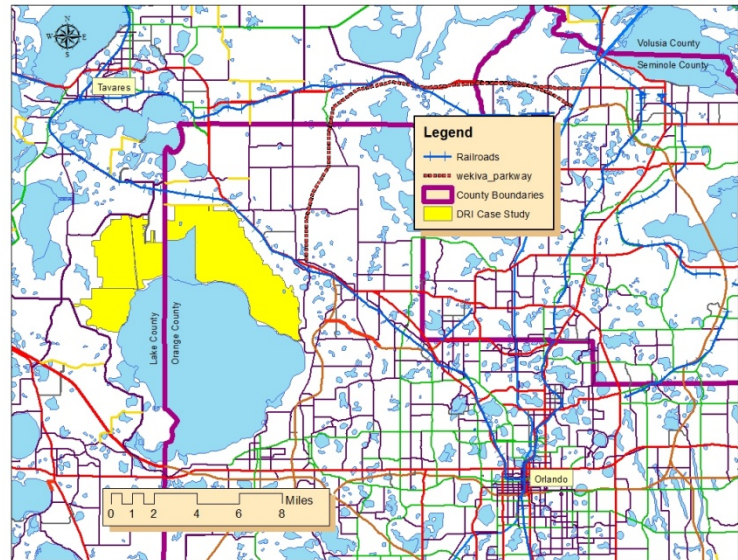 N
W E
S
Volusia County
Seminole County
Tavares
Legend
Railroads
wekiva_parkway
County Boundaries
DRI Case Study
Lake County
Orange County
Orlando
Miles
0 1 2 4 6 8